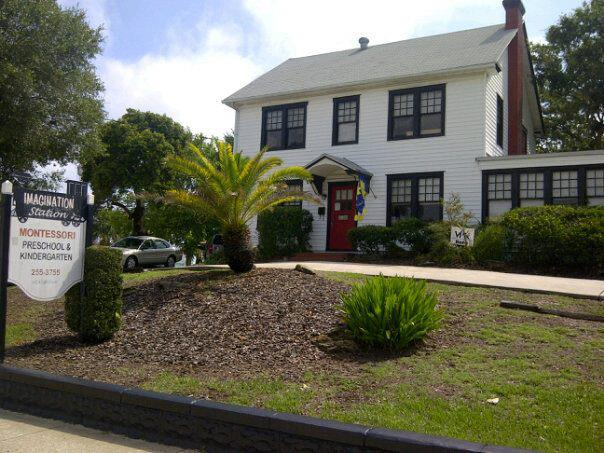 IMAGINATION
Station
MONTESSORI
PRESCHOOL &
KINDERGARTEN
255-3755